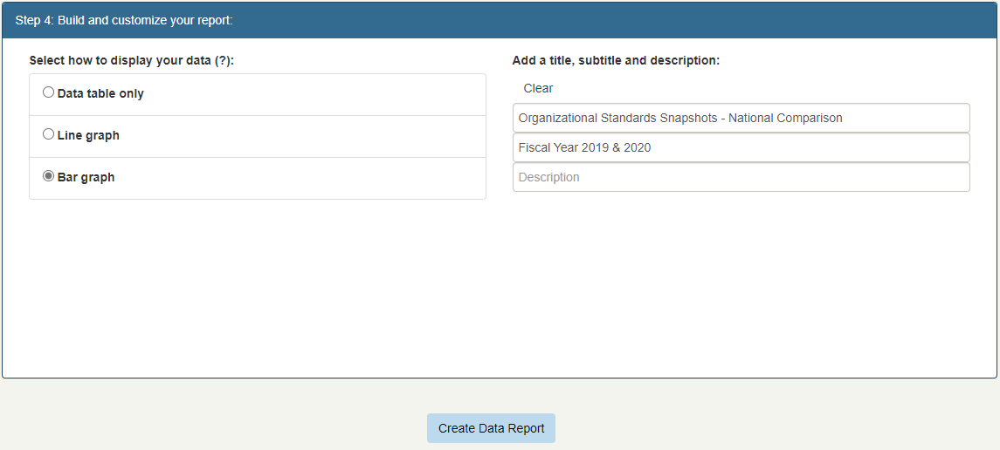 Step 4: Build and customize your report:
Select how to display your data (?):
Data table only
Line graph
Bar graph
Add a title, subtitle and description:
Clear
Organizational Standards Snapshots - National Comparison
Fiscal Year 2019 & 2020
Description
Create Data Report